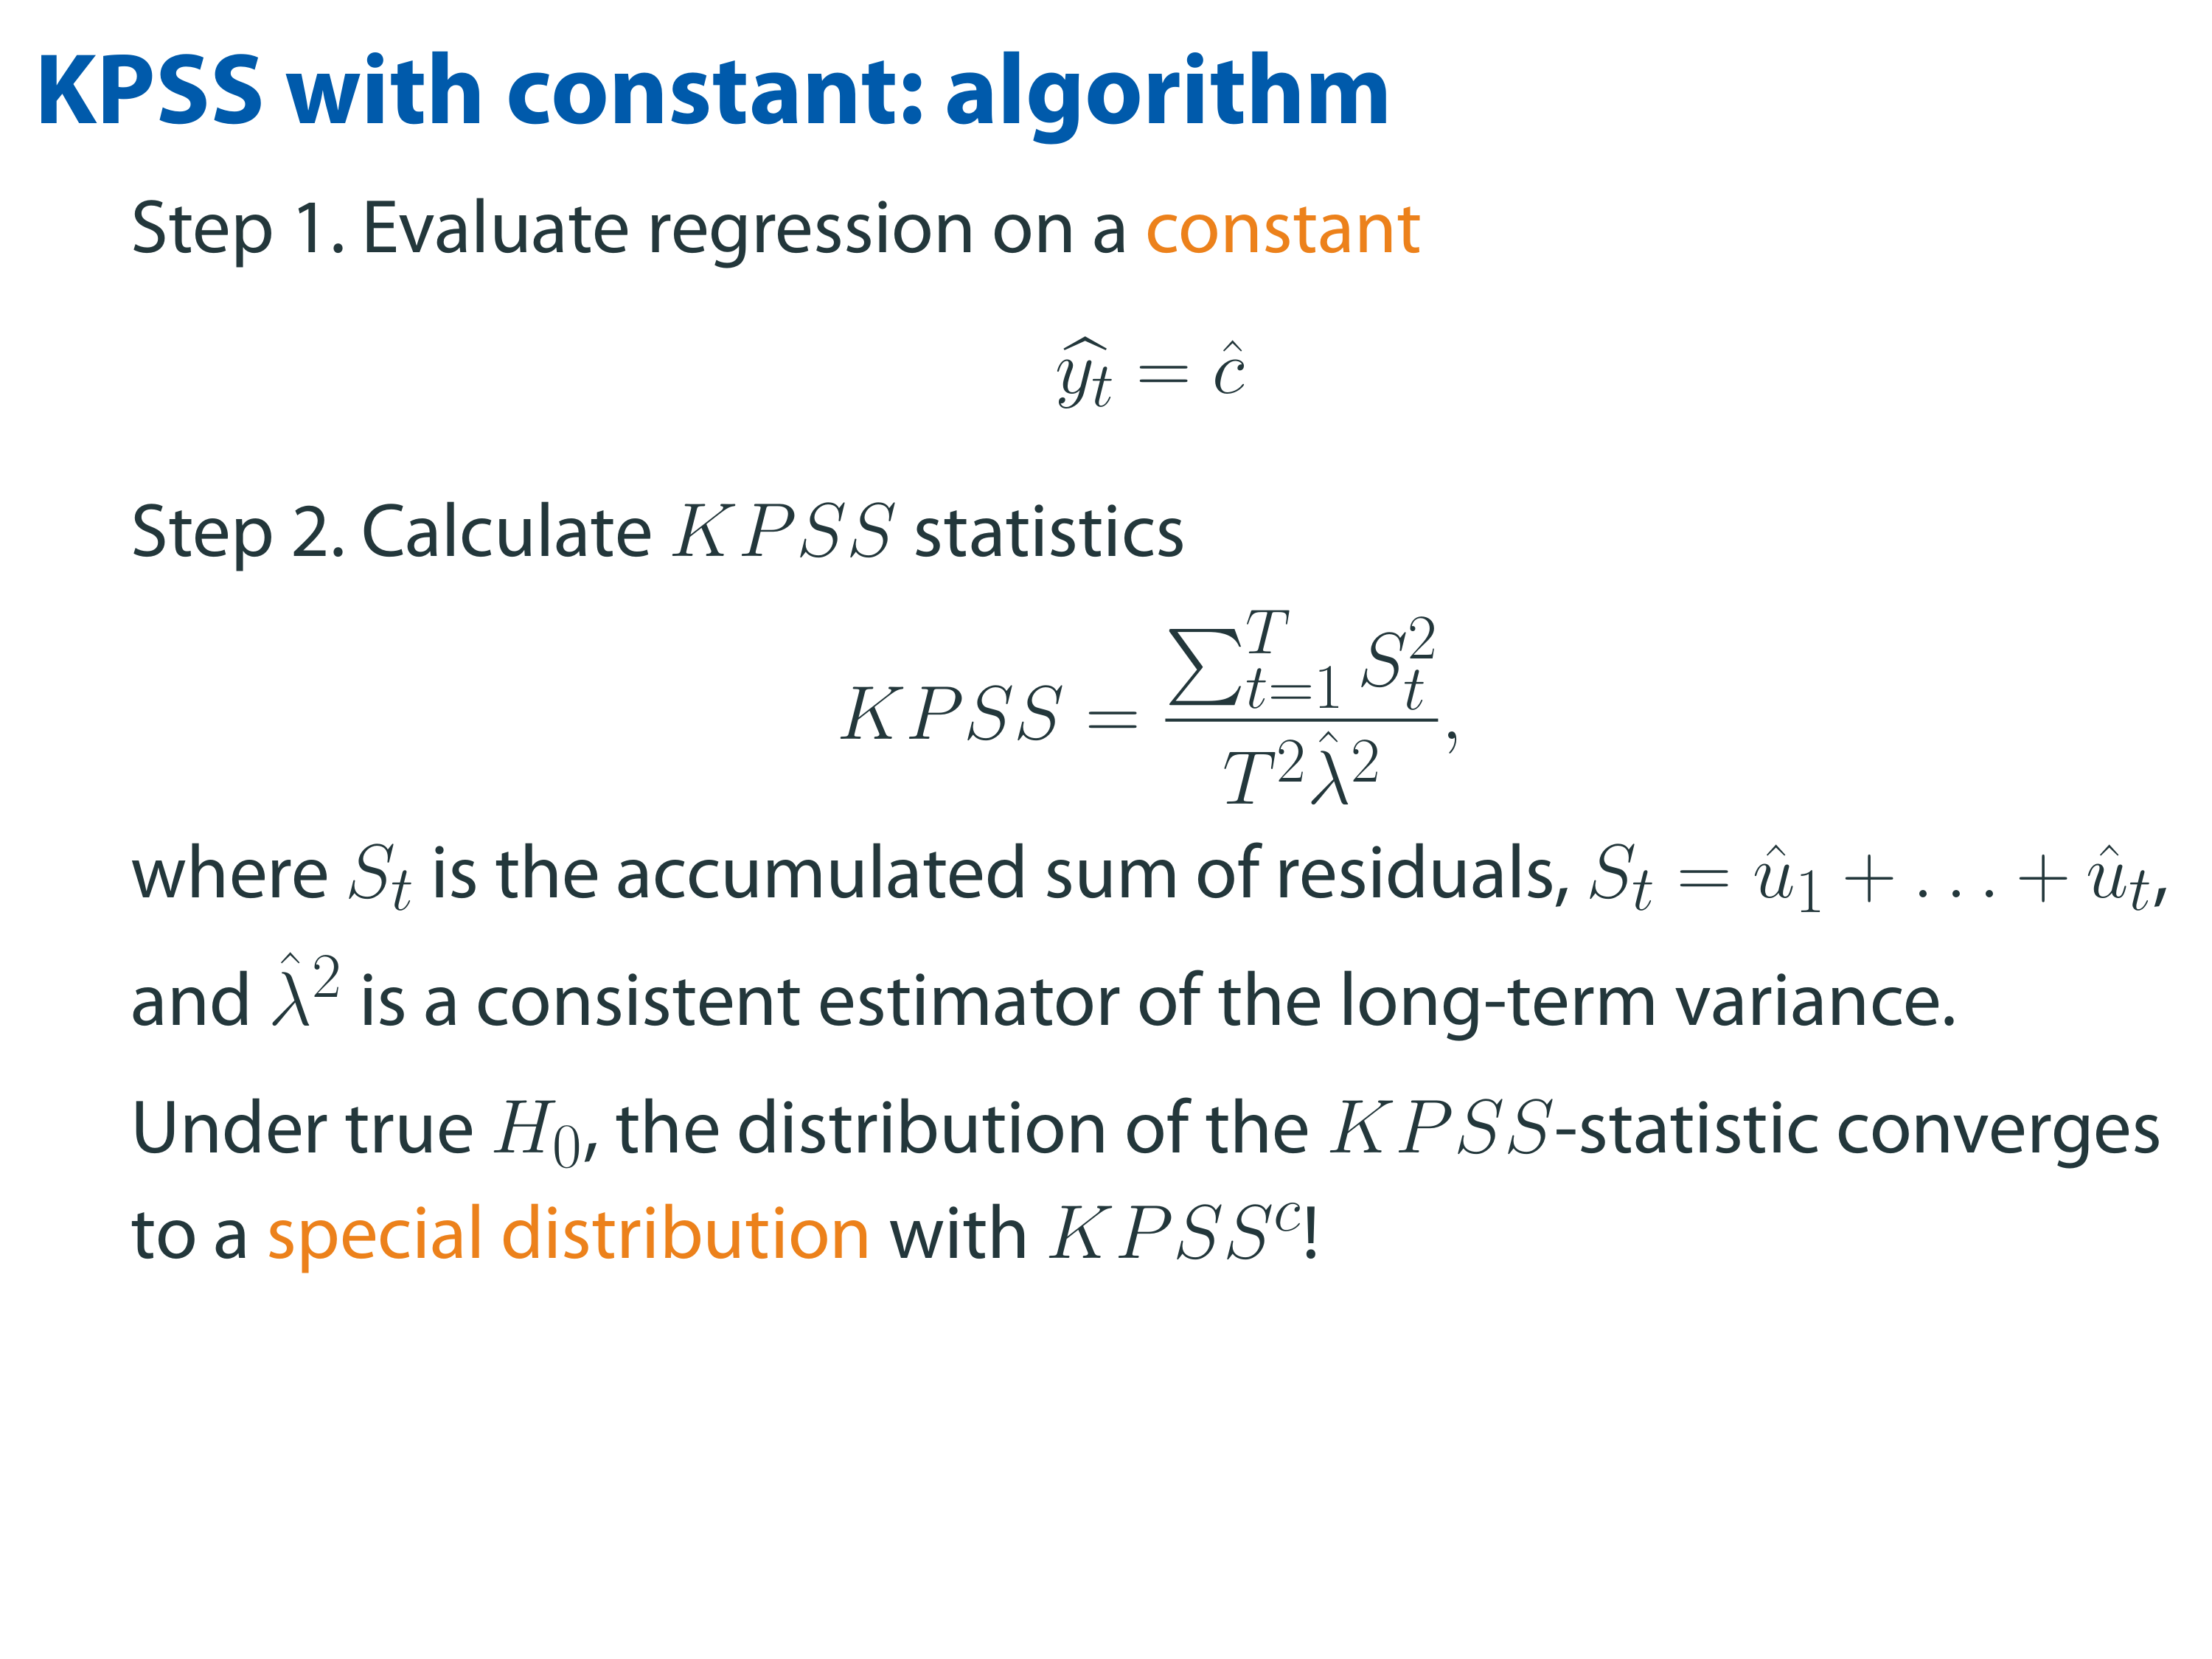 KPSS with constant: algorithm
Step 1. Evaluate regression on a constant
$\widehat{y_t} = \hat{c}$
Step 2. Calculate $KPSS$ statistics
$KPSS = \frac{\sum_{t=1}^{T} S_t^2}{T^2 \hat{\lambda}^2},$
where $S_t$ is the accumulated sum of residuals, $S_t = \hat{u}_1 + \ldots + \hat{u}_t$,
and $\hat{\lambda}^2$ is a consistent estimator of the long-term variance.
Under true $H_0$, the distribution of the $KPSS$-statistic converges
to a special distribution with $KPSS^c$!